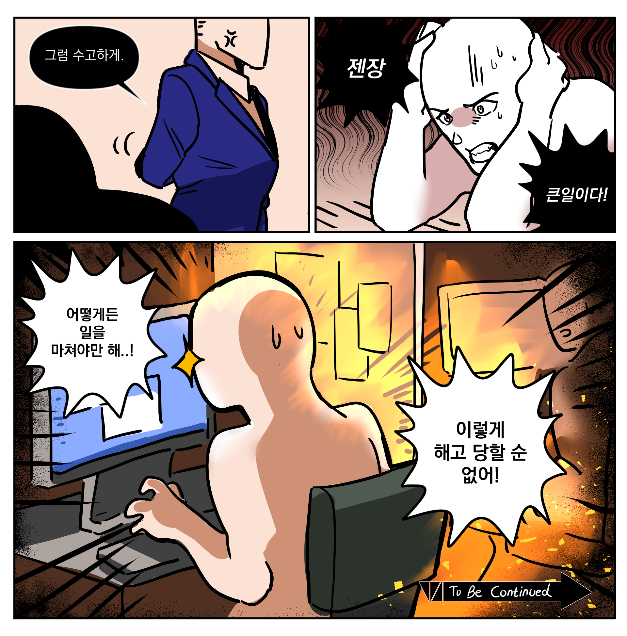 그럼 수고하게.
젠장
큰일이다!
어떻게든
일을
마쳐야만 해..!
이렇게
해고 당할 순
없어!
To Be Continued